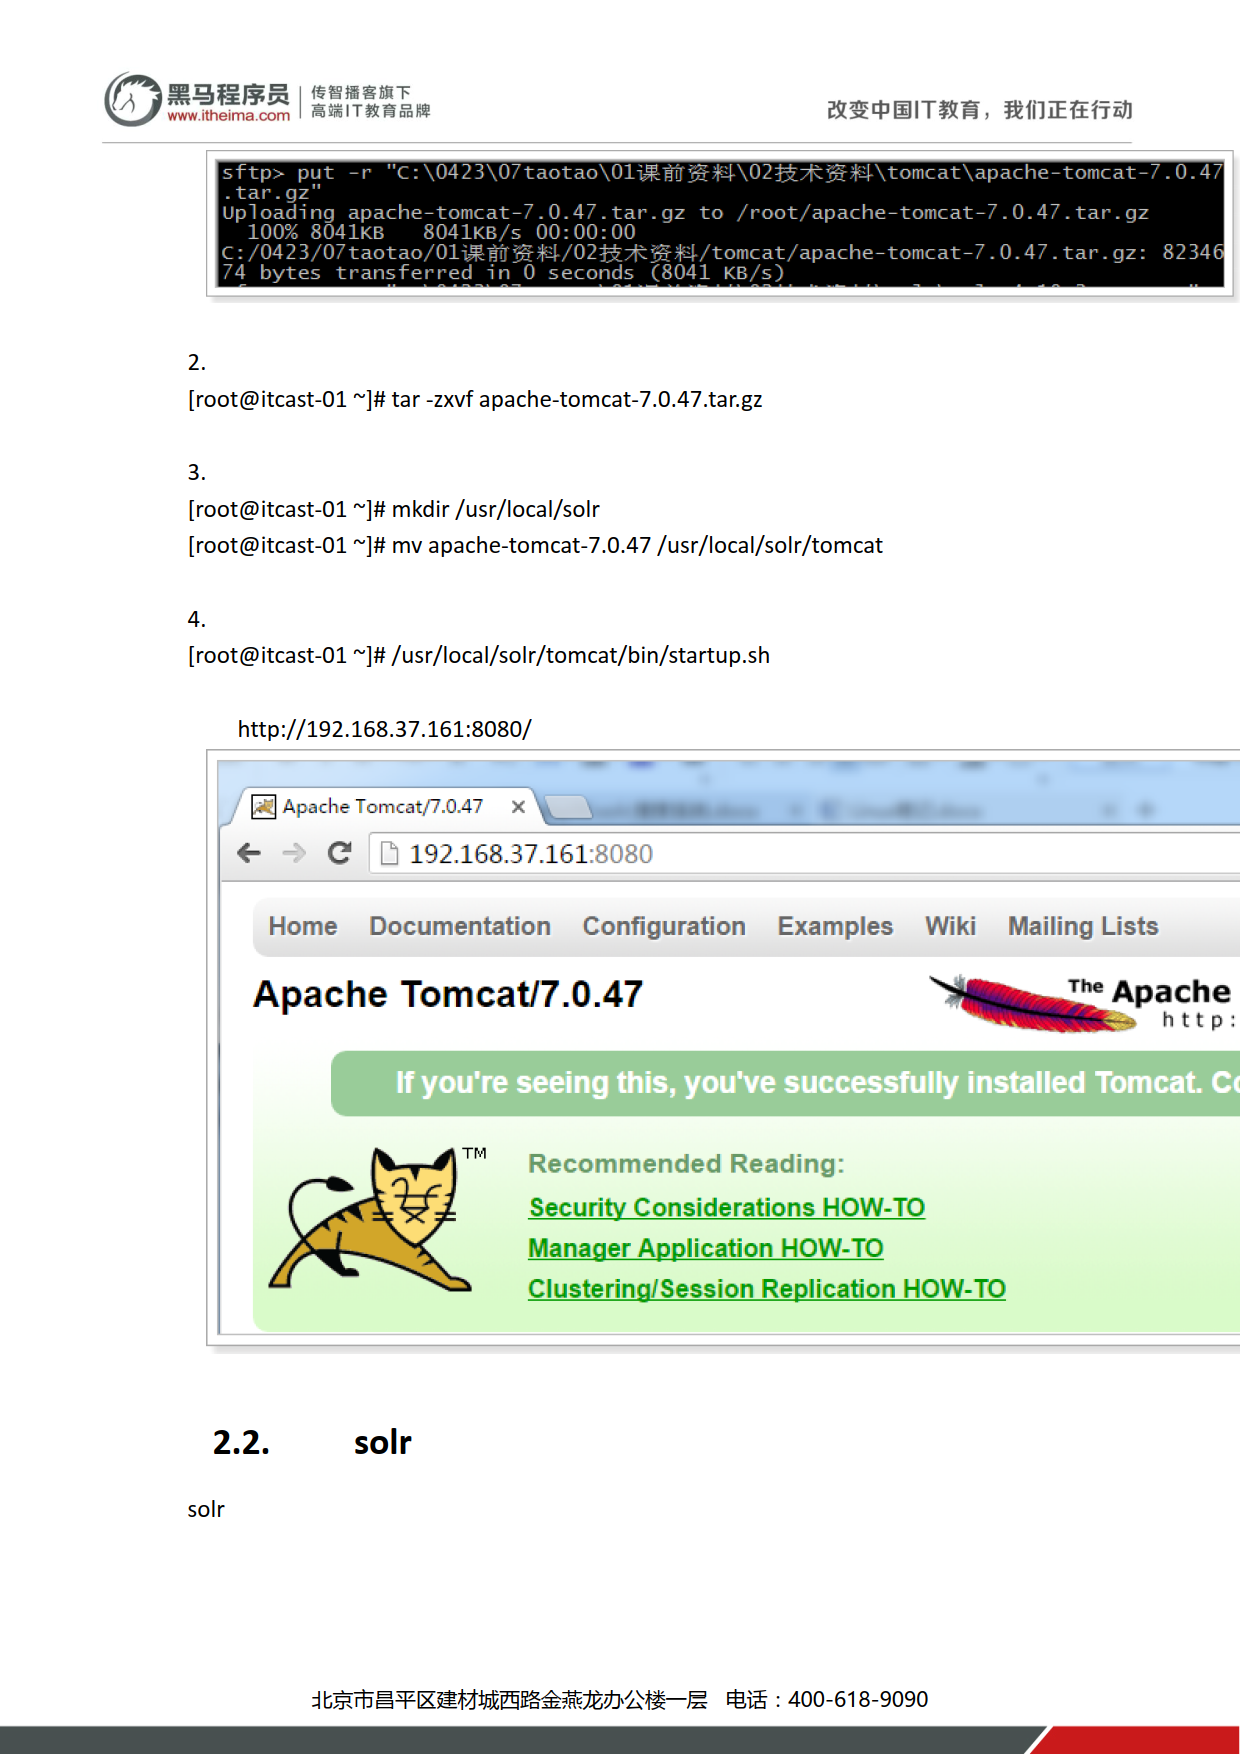 黑马程序员
www.itheima.com
传智播客旗下
高端IT教育品牌
改变中国IT教育，我们正在行动
sftp> put -r "C:\0423\07taotao\01课前资料\02技术资料\tomcat\apache-tomcat-7.0.47
.tar.gz"
Uploading apache-tomcat-7.0.47.tar.gz to /root/apache-tomcat-7.0.47.tar.gz
100% 8041KB 8041KB/s 00:00:00
C:/0423/07taotao/01课前资料/02技术资料/tomcat/apache-tomcat-7.0.47.tar.gz: 82346
74 bytes transferred in 0 seconds (8041 KB/s)
2.
[root@itcast-01 ~]# tar -zxvf apache-tomcat-7.0.47.tar.gz
3.
[root@itcast-01 ~]# mkdir /usr/local/solr
[root@itcast-01 ~]# mv apache-tomcat-7.0.47 /usr/local/solr/tomcat
4.
[root@itcast-01 ~]# /usr/local/solr/tomcat/bin/startup.sh
http://192.168.37.161:8080/
Apache Tomcat/7.0.47
192.168.37.161:8080
Home Documentation Configuration Examples Wiki Mailing Lists
Apache Tomcat/7.0.47
The Apache
http:
If you're seeing this, you've successfully installed Tomcat. Co
TM
Recommended Reading:
Security Considerations HOW-TO
Manager Application HOW-TO
Clustering/Session Replication HOW-TO
2.2. solr
solr
北京市昌平区建材城西路金燕龙办公楼一层 电话：400-618-9090